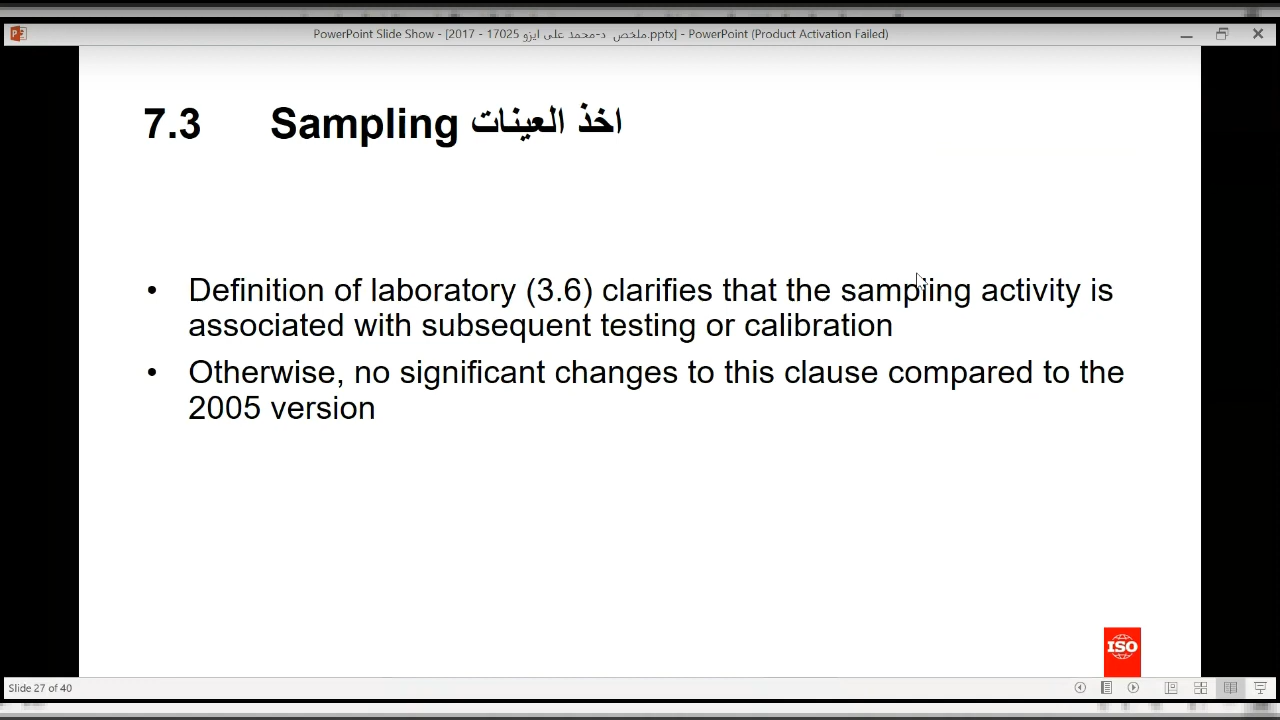 PowerPoint Slide Show - [2017 - 17025 ملخص د-محمد على ايزو.pptx] - PowerPoint (Product Activation Failed)
7.3 Sampling اخذ العينات
• Definition of laboratory (3.6) clarifies that the sampling activity is
associated with subsequent testing or calibration
• Otherwise, no significant changes to this clause compared to the
2005 version
ISO
Slide 27 of 40